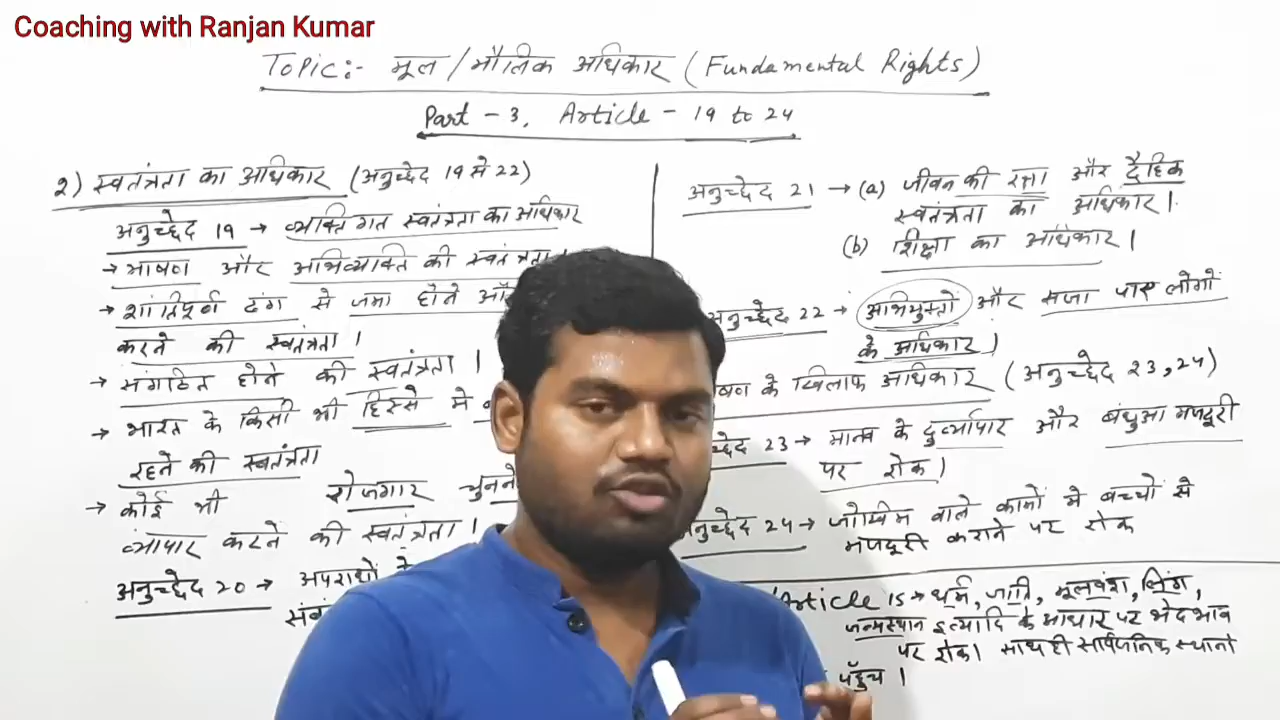 Coaching with Ranjan Kumar
Topic:- मूल/मौलिक अधिकार (Fundamental Rights)
Part - 3, Article - 19 to 24
2) स्वतंत्रता का अधिकार (अनुच्छेद 19 से 22)
अनुच्छेद 19 → व्यक्तिगत स्वतंत्रता का अधिकार
→ भाषण और अभिव्यक्ति की स्वतंत्रता
→ शांतिपूर्ण ढंग से जमा होने
करने की स्वतंत्रता।
→ संगठित होने की स्वतंत्रता।
→ भारत के किसी भी हिस्से में
रहने की स्वतंत्रता
→ कोई भी रोजगार चुनने
व्यापार करने की स्वतंत्रता।
अनुच्छेद 20 → अपराधों
अनुच्छेद 21 → (a) जीवन की रक्षा और दैहिक
स्वतंत्रता का अधिकार।
(b) शिक्षा का अधिकार।
अनुच्छेद 22 → अभियुक्तों और सजा पाए लोगों
के अधिकार।
के खिलाफ अधिकार (अनुच्छेद 23, 24)
23 → मानव के दुर्व्यापार और बंधुआ मजदूरी
पर रोक।
अनुच्छेद 24 → जोखिम वाले कामों में बच्चों से
मजदूरी कराने पर रोक
Article 15 → धर्म, जाति, मूलवंश, लिंग,
जन्मस्थान इत्यादि के आधार पर भेदभाव
पर रोक। साथ ही सार्वजनिक स्थानों
पहुँच।